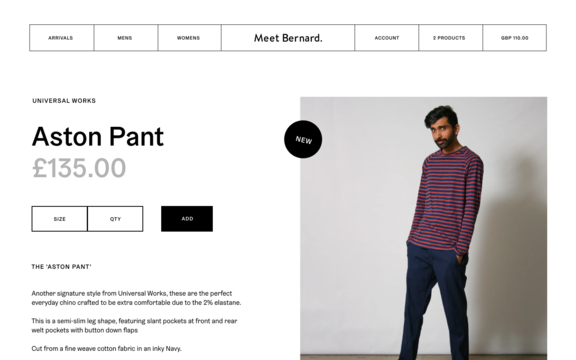 ARRIVALS
MENS
WOMENS
Meet Bernard.
ACCOUNT
2 PRODUCTS
GBP 110.00
UNIVERSAL WORKS
NEW
Aston Pant
£135.00
SIZE
QTY
ADD
THE 'ASTON PANT'
Another signature style from Universal Works, these are the perfect
everyday chino crafted to be extra comfortable due to the 2% elastane.
This is a semi-slim leg shape, featuring slant pockets at front and rear
welt pockets with button down flaps
Cut from a fine weave cotton fabric in an inky Navy.